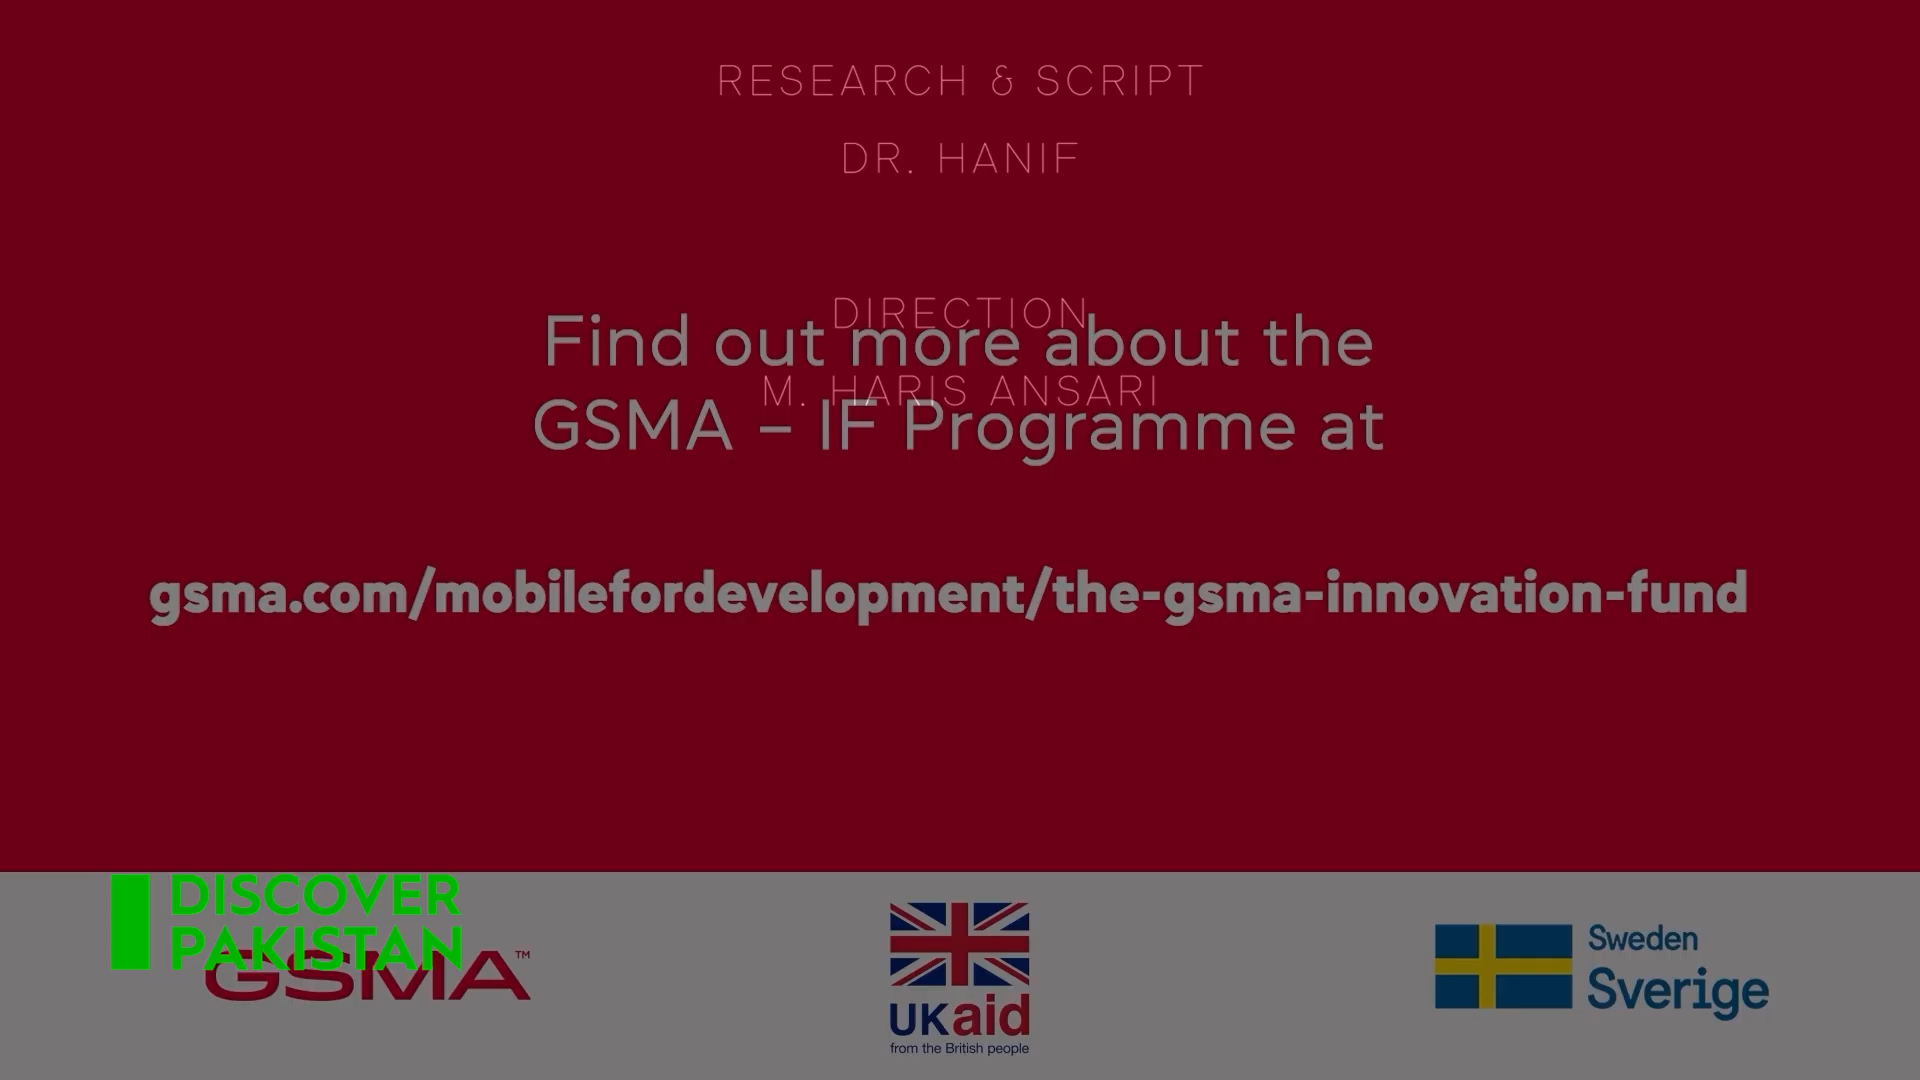 RESEARCH & SCRIPT
DR. HANIF
DIRECTION
M. HARIS ANSARI
Find out more about the
GSMA – IF Programme at
gsma.com/mobilefordevelopment/the-gsma-innovation-fund
DISCOVER
PAKISTAN
GSMA™
UKaid
from the British people
Sweden
Sverige